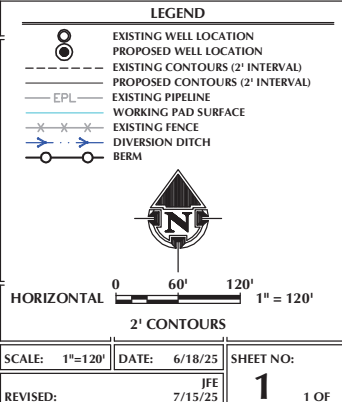 LEGEND
EXISTING WELL LOCATION
PROPOSED WELL LOCATION
EXISTING CONTOURS (2' INTERVAL)
PROPOSED CONTOURS (2' INTERVAL)
EPL EXISTING PIPELINE
WORKING PAD SURFACE
X X X EXISTING FENCE
DIVERSION DITCH
BERM
N
0 60' 120'
HORIZONTAL 1" = 120'
2' CONTOURS
SCALE: 1"=120' DATE: 6/18/25 SHEET NO:
JFE
REVISED: 7/15/25 1 1 OF